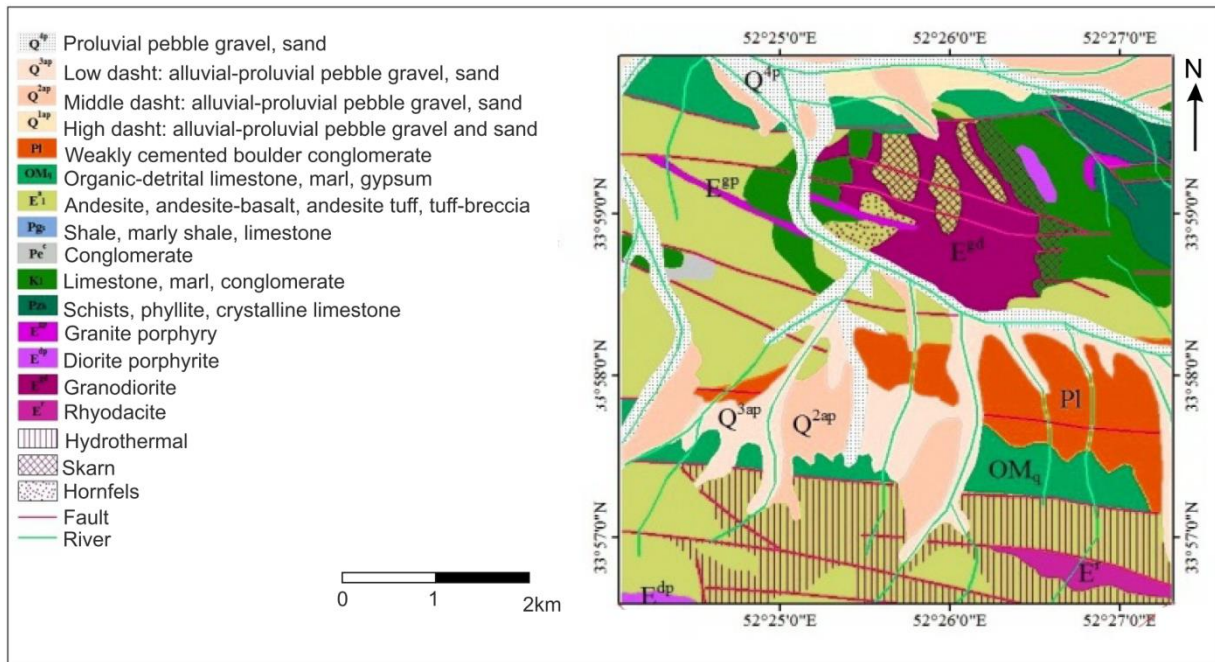 Q4p Proluvial pebble gravel, sand
Q3ap Low dasht: alluvial-proluvial pebble gravel, sand
Q2ap Middle dasht: alluvial-proluvial pebble gravel, sand
Q1ap High dasht: alluvial-proluvial pebble gravel and sand
Pl Weakly cemented boulder conglomerate
OMq Organic-detrital limestone, marl, gypsum
Ea1 Andesite, andesite-basalt, andesite tuff, tuff-breccia
Shale, marly shale, limestone
Pec Conglomerate
Limestone, marl, conglomerate
Schists, phyllite, crystalline limestone
Egp Granite porphyry
Edp Diorite porphyrite
Egd Granodiorite
Er Rhyodacite
Hydrothermal
Skarn
Hornfels
Fault
River
0 1 2km
52°25'0"E 52°26'0"E 52°27'0"E
N
33°59'0"N 33°59'0"N
33°58'0"N 33°58'0"N
33°57'0"N 33°57'0"N
Q4p
Egp
Egd
Pl
Q3ap Q2ap
OMq
Er
Edp
52°25'0"E 52°26'0"E 52°27'0"E